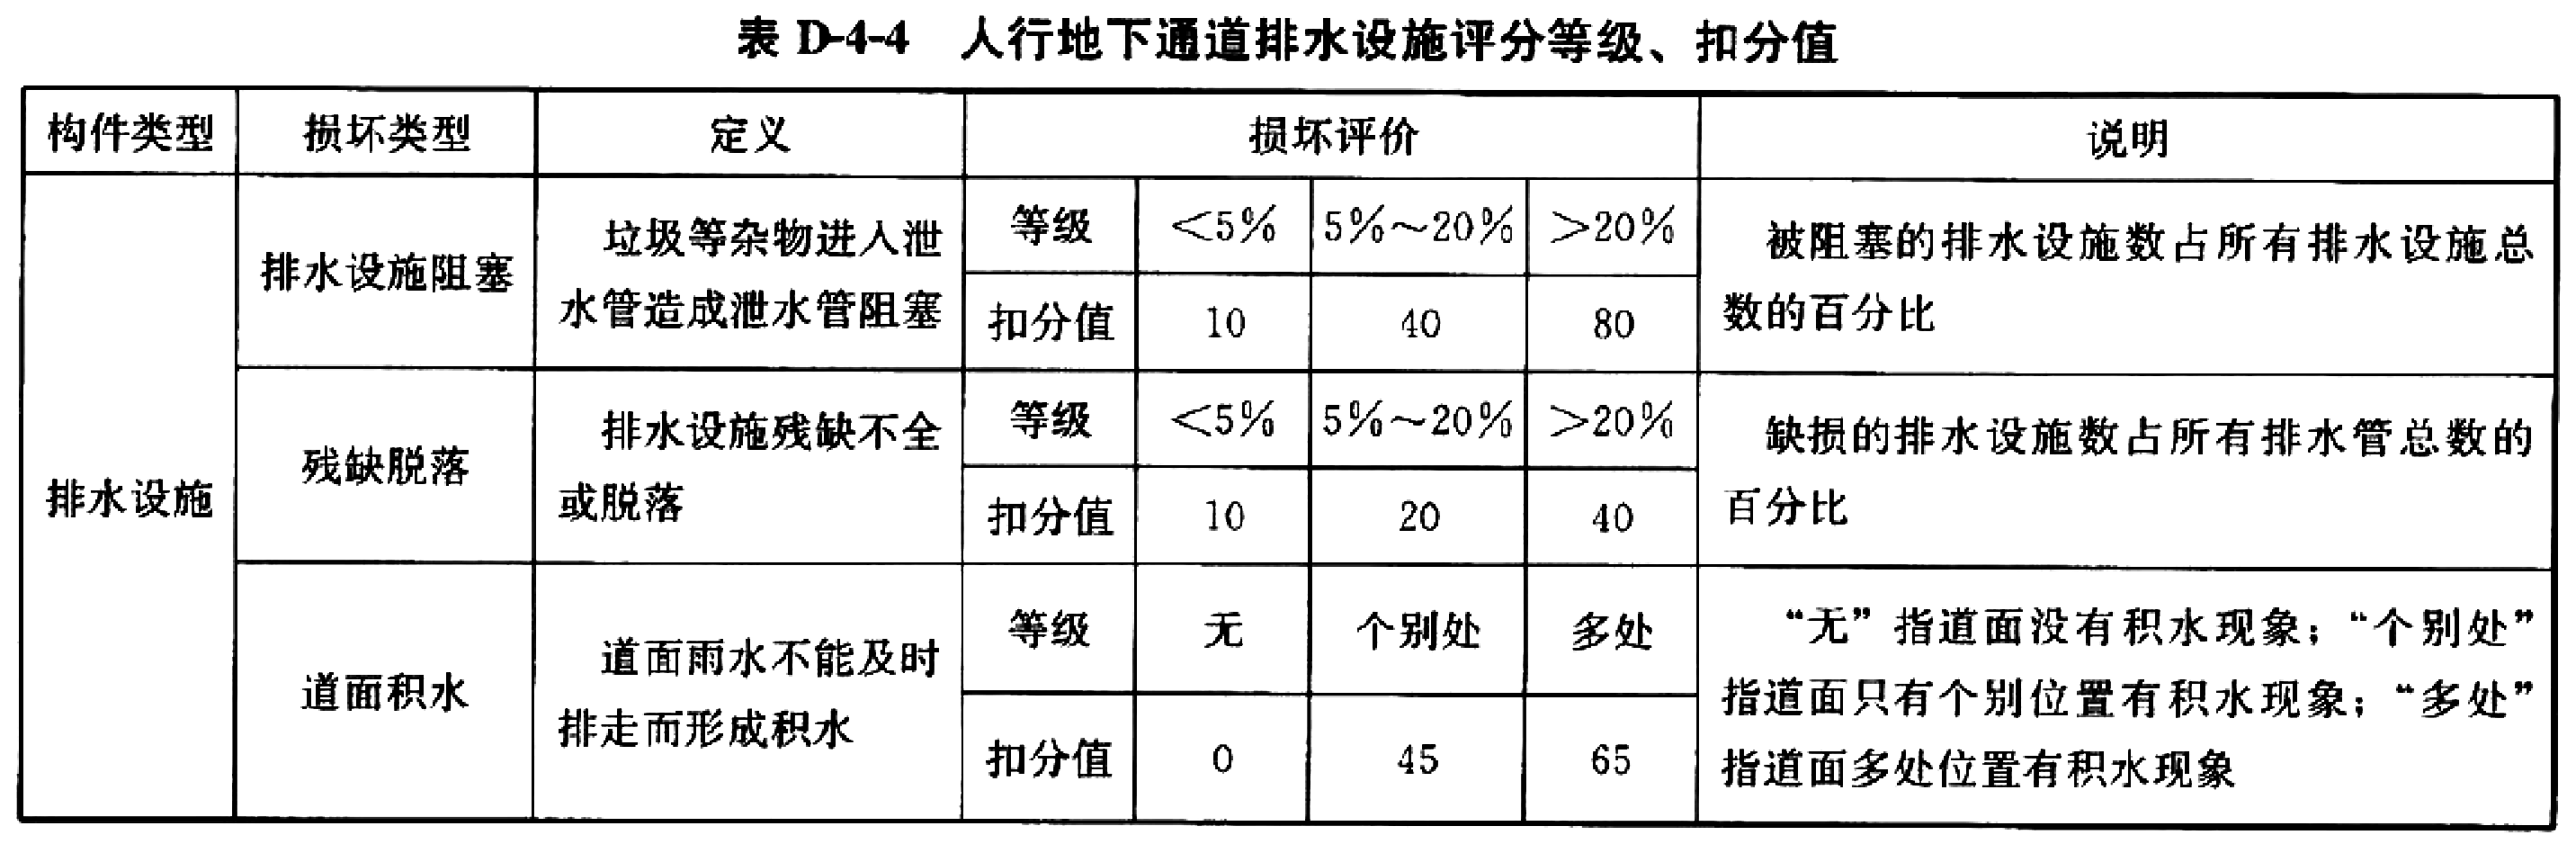 表 D-4-4 人行地下通道排水设施评分等级、扣分值
构件类型 损坏类型 定义 损坏评价 说明
排水设施
排水设施阻塞
垃圾等杂物进入泄
水管造成泄水管阻塞
等级 <5% 5%～20% >20%
扣分值 10 40 80
被阻塞的排水设施数占所有排水设施总
数的百分比
残缺脱落
排水设施残缺不全
或脱落
等级 <5% 5%～20% >20%
扣分值 10 20 40
缺损的排水设施数占所有排水管总数的
百分比
道面积水
道面雨水不能及时
排走而形成积水
等级 无 个别处 多处
扣分值 0 45 65
“无”指道面没有积水现象；“个别处”
指道面只有个别位置有积水现象；“多处”
指道面多处位置有积水现象